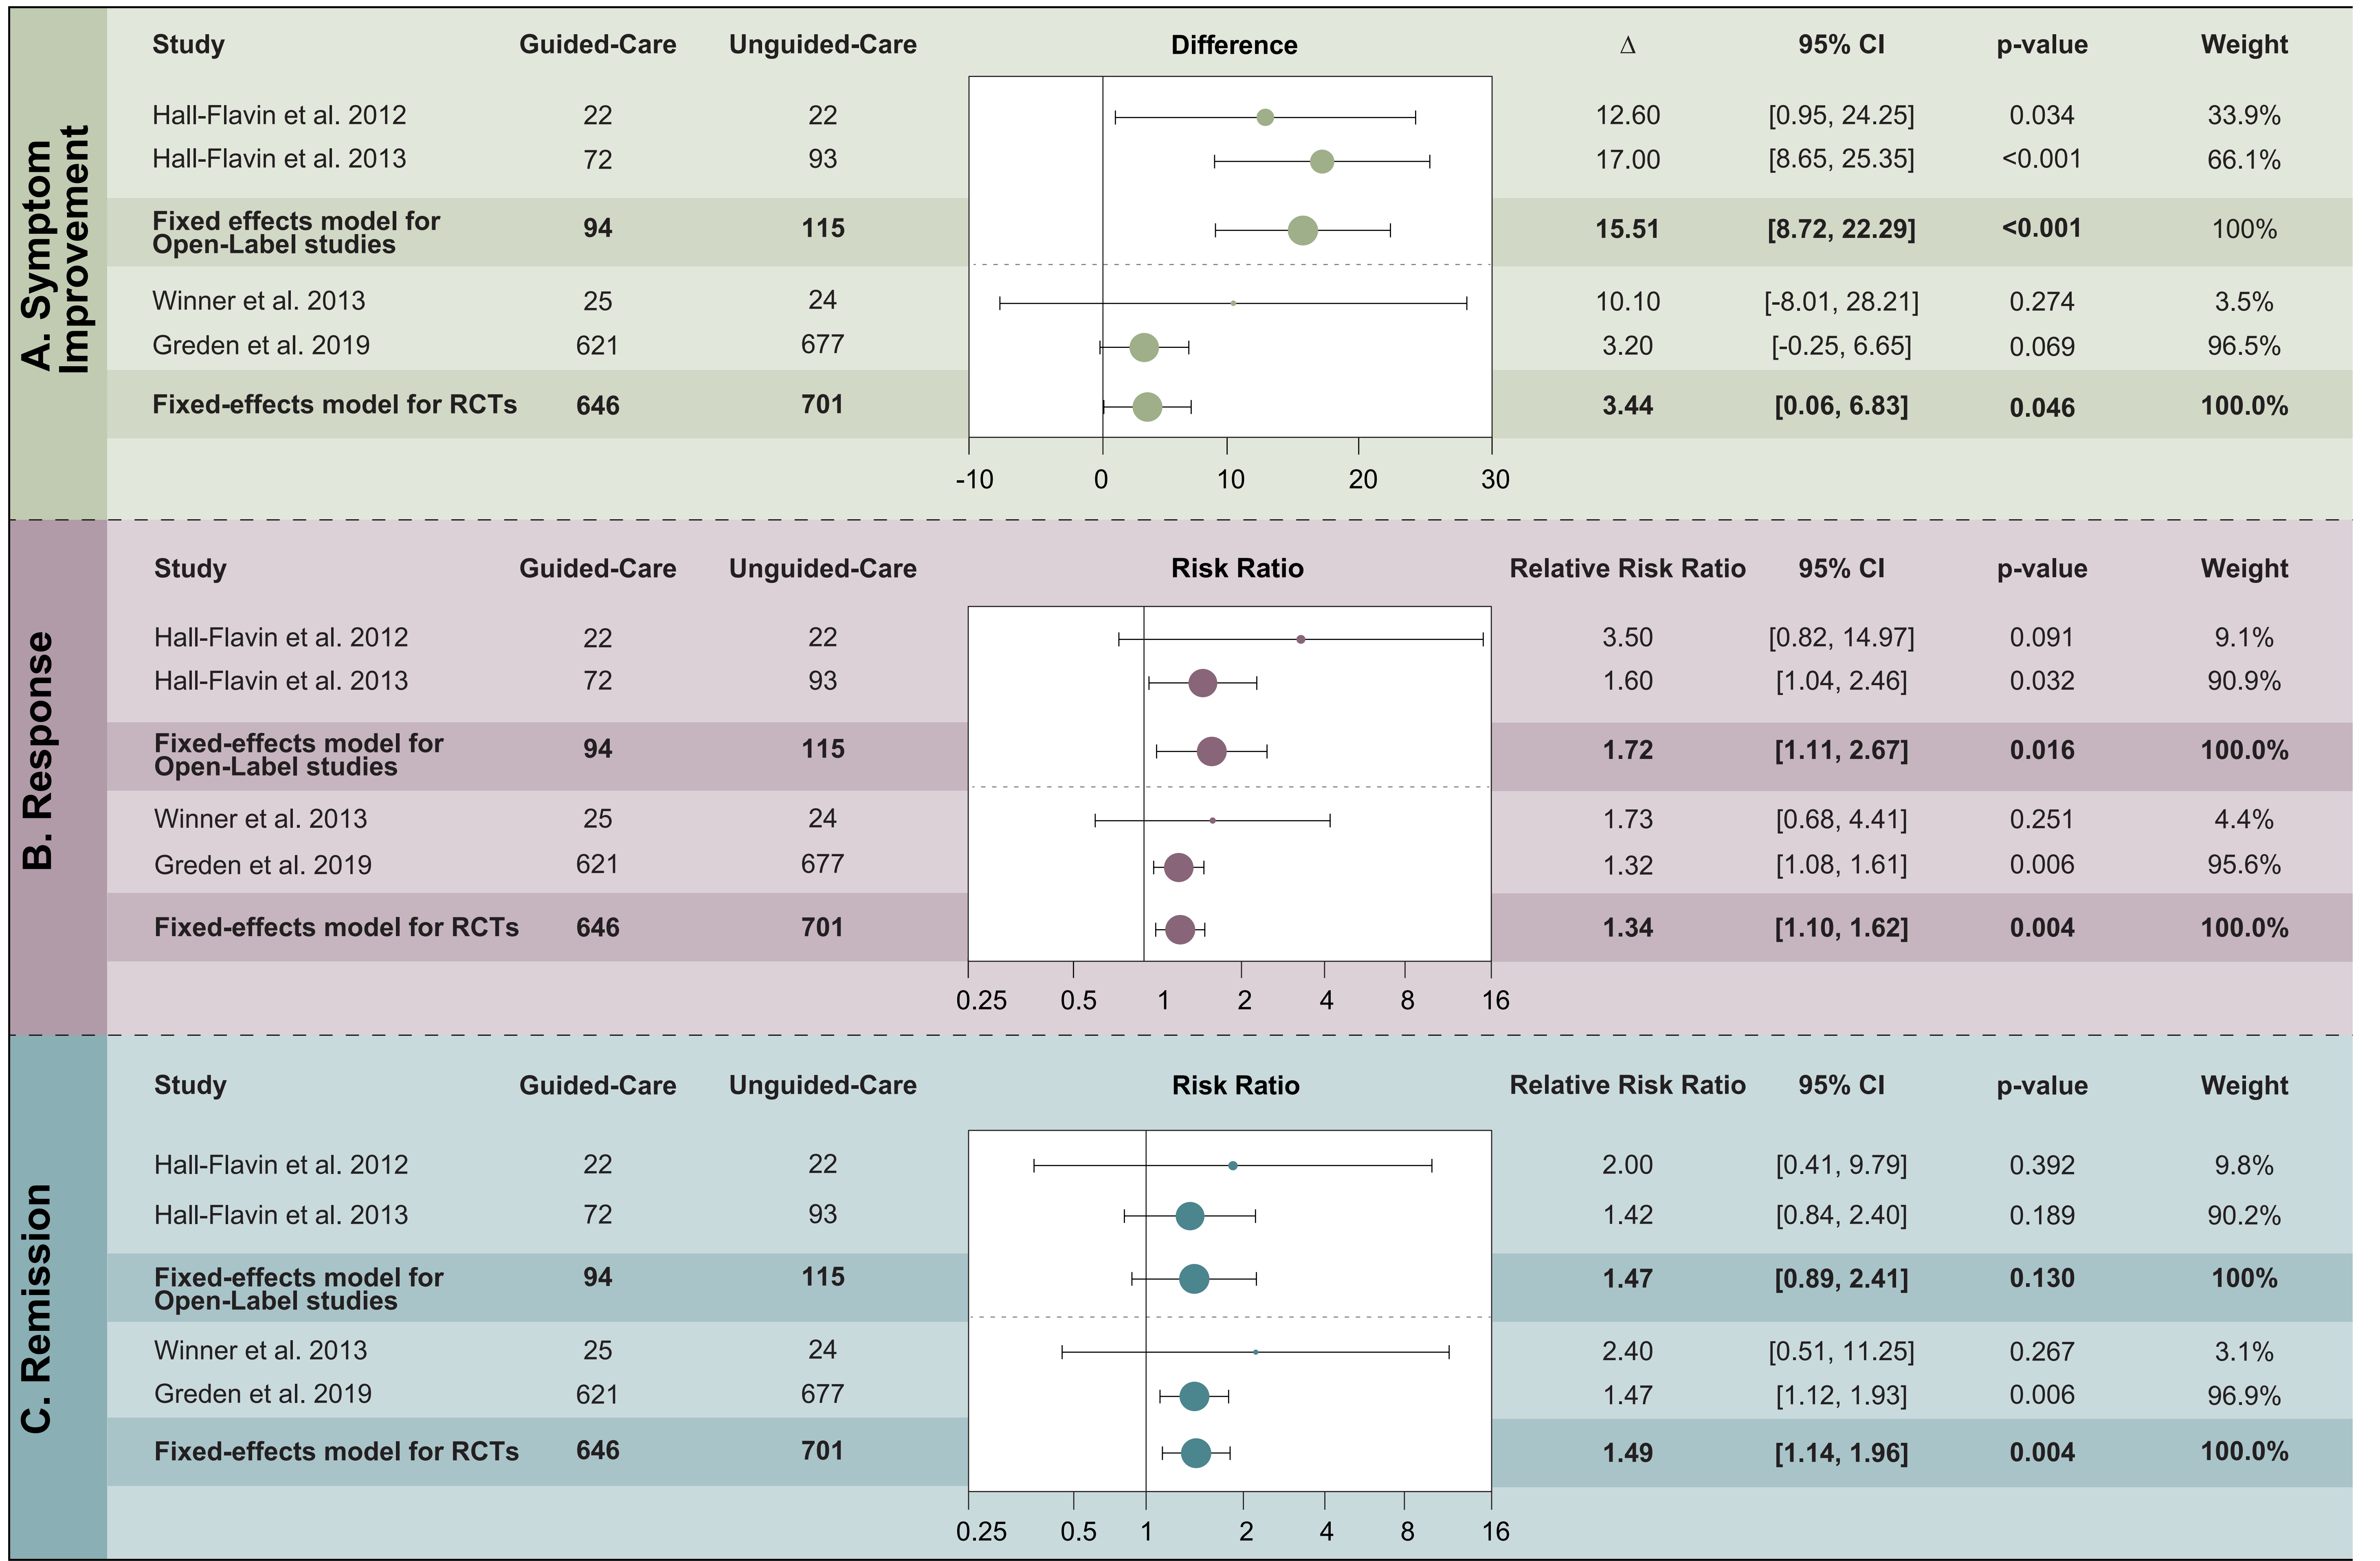 A. Symptom
Improvement
Study Guided-Care Unguided-Care Difference Δ 95% CI p-value Weight
Hall-Flavin et al. 2012 22 22 12.60 [0.95, 24.25] 0.034 33.9%
Hall-Flavin et al. 2013 72 93 17.00 [8.65, 25.35] <0.001 66.1%
Fixed effects model for
Open-Label studies 94 115 15.51 [8.72, 22.29] <0.001 100%
Winner et al. 2013 25 24 10.10 [-8.01, 28.21] 0.274 3.5%
Greden et al. 2019 621 677 3.20 [-0.25, 6.65] 0.069 96.5%
Fixed-effects model for RCTs 646 701 3.44 [0.06, 6.83] 0.046 100.0%
-10 0 10 20 30
B. Response
Study Guided-Care Unguided-Care Risk Ratio Relative Risk Ratio 95% CI p-value Weight
Hall-Flavin et al. 2012 22 22 3.50 [0.82, 14.97] 0.091 9.1%
Hall-Flavin et al. 2013 72 93 1.60 [1.04, 2.46] 0.032 90.9%
Fixed-effects model for
Open-Label studies 94 115 1.72 [1.11, 2.67] 0.016 100.0%
Winner et al. 2013 25 24 1.73 [0.68, 4.41] 0.251 4.4%
Greden et al. 2019 621 677 1.32 [1.08, 1.61] 0.006 95.6%
Fixed-effects model for RCTs 646 701 1.34 [1.10, 1.62] 0.004 100.0%
0.25 0.5 1 2 4 8 16
C. Remission
Study Guided-Care Unguided-Care Risk Ratio Relative Risk Ratio 95% CI p-value Weight
Hall-Flavin et al. 2012 22 22 2.00 [0.41, 9.79] 0.392 9.8%
Hall-Flavin et al. 2013 72 93 1.42 [0.84, 2.40] 0.189 90.2%
Fixed-effects model for
Open-Label studies 94 115 1.47 [0.89, 2.41] 0.130 100%
Winner et al. 2013 25 24 2.40 [0.51, 11.25] 0.267 3.1%
Greden et al. 2019 621 677 1.47 [1.12, 1.93] 0.006 96.9%
Fixed-effects model for RCTs 646 701 1.49 [1.14, 1.96] 0.004 100.0%
0.25 0.5 1 2 4 8 16